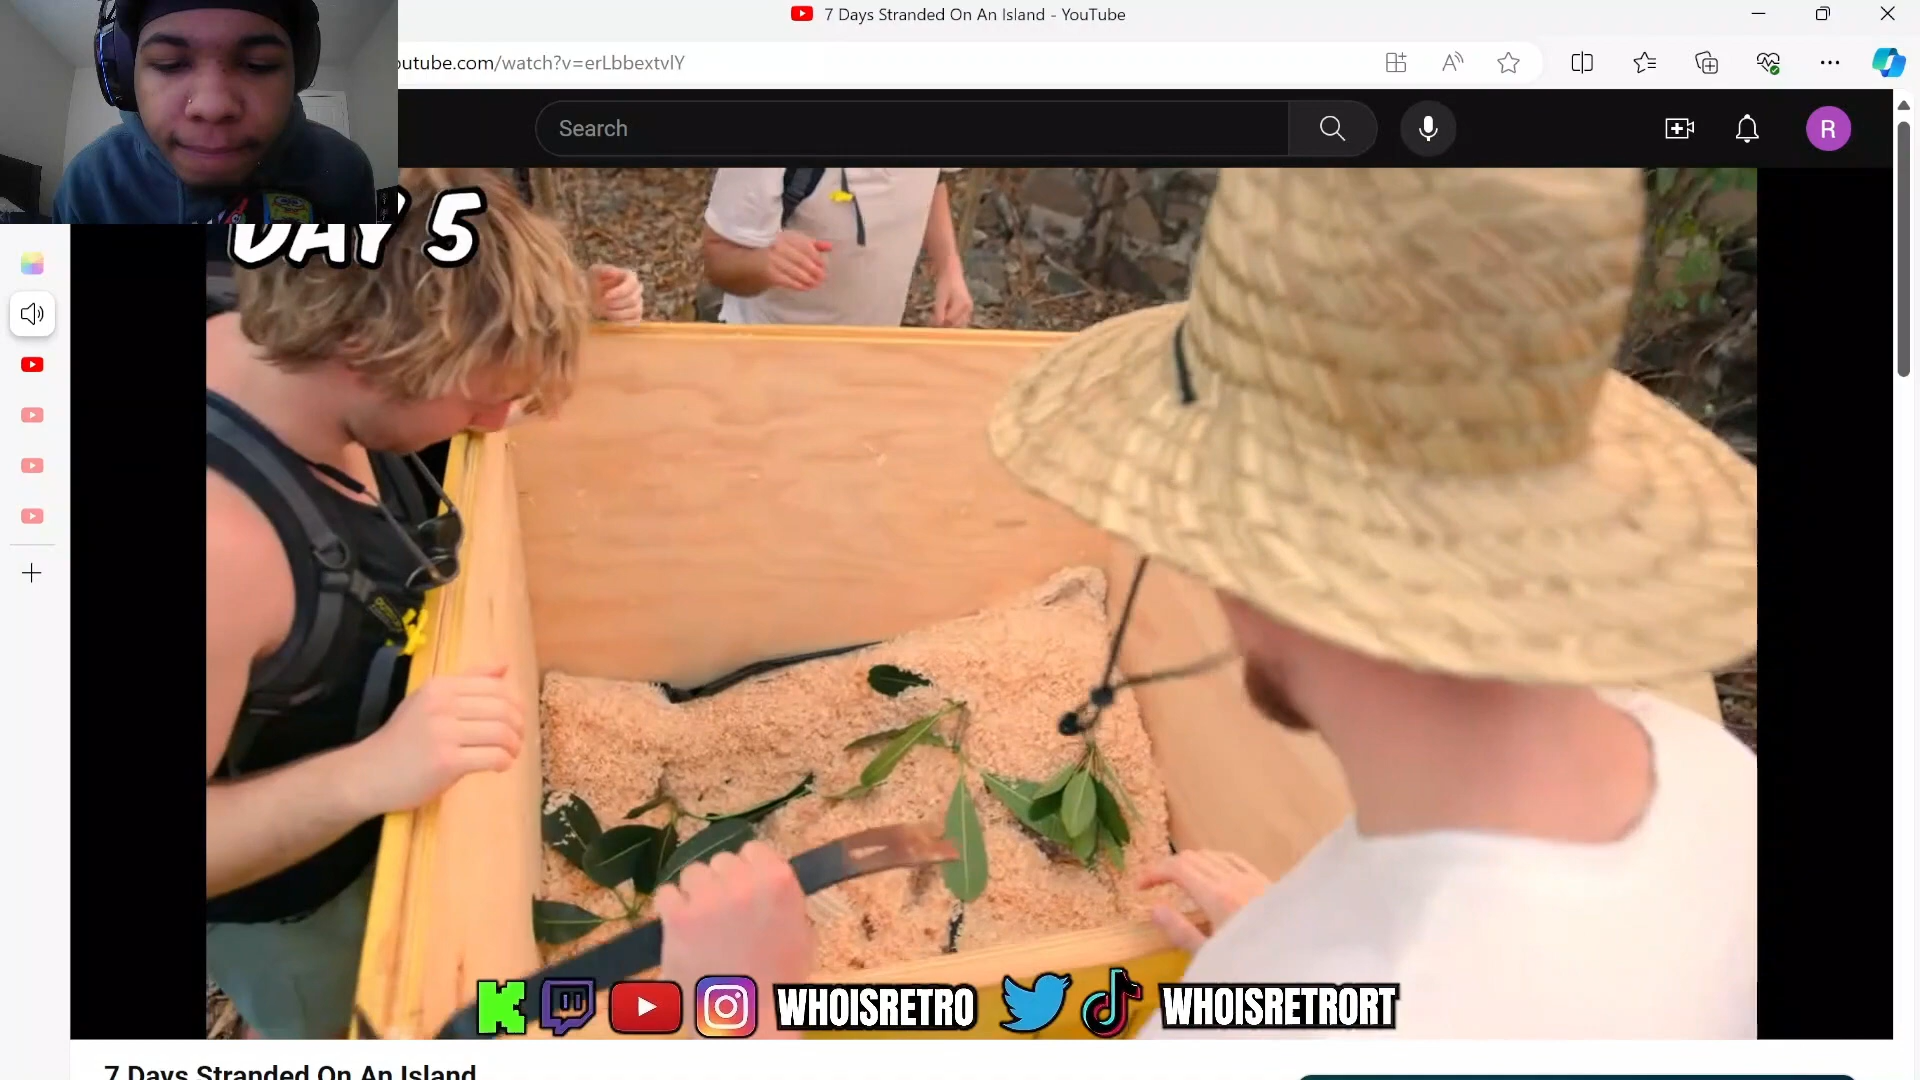 7 Days Stranded On An Island - YouTube
outube.com/watch?v=erLbbextvlY
Search
R
DAY 5
WHOISRETRO
WHOISRETRORT
7 Days Stranded On An Island